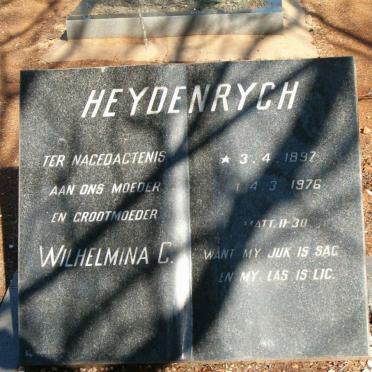 HEYDENRYCH
TER NAGEDACTENIS
AAN ONS MOEDER
EN GROOTMOEDER
WILHELMINA C.
★ 3.4.1897
4.3.1976
MATT. 11-30
WANT MY JUK IS SAG
EN MY LAS IS LIG.